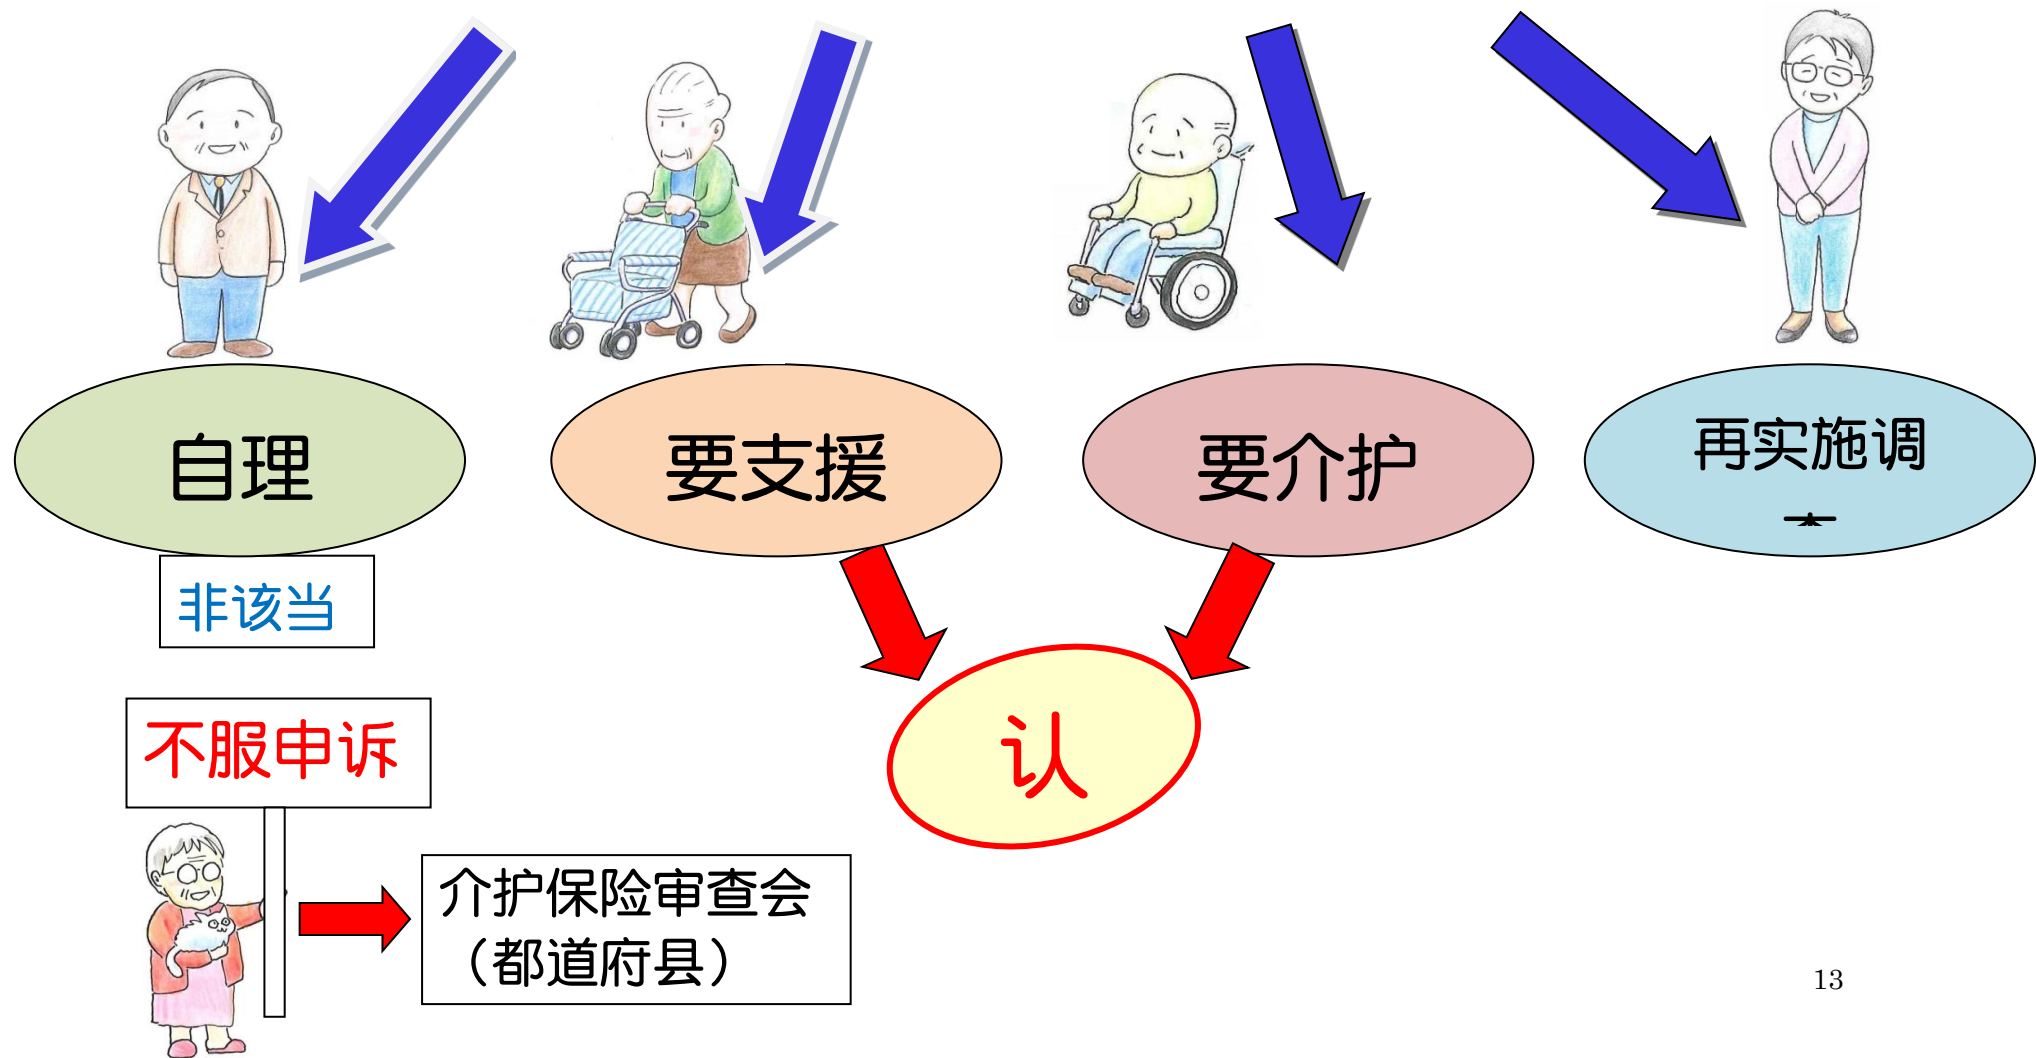 自理
要支援
要介护
再实施调
非该当
不服申诉
认
介护保险审查会
（都道府县）
13